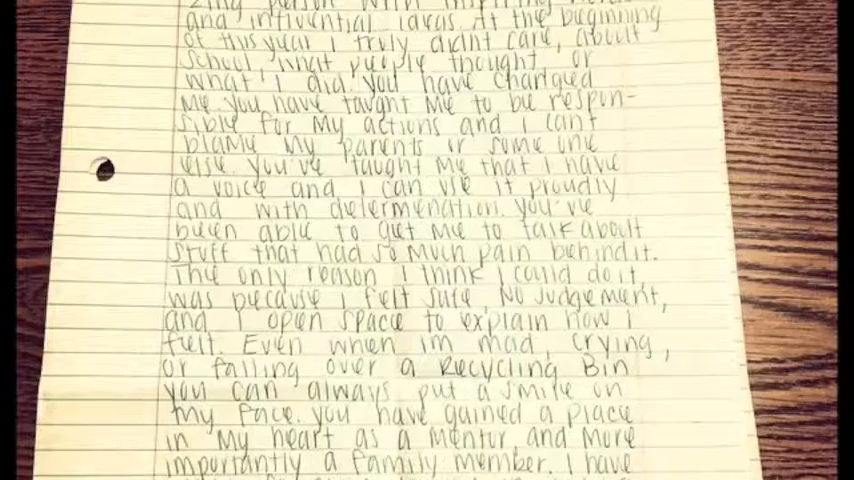 and influential ideas. At the beginning
of this year I truly didnt care, about
school, what people thought, or
what I did. you have changed
me you have taught me to be respon-
sible for my actions and I can't
blame my parents or some one
else. you've taught me that I have
a voice and I can use it proudly
and with determenation. you've
been able to get me to talk about
stuff that had so much pain behind it.
The only reason I think I could do it,
was because I felt safe, No judgement,
and I open space to explain how I
felt. Even when im mad, crying,
or falling over a Recycling Bin
you can always put a smile on
my face. you have gained a place
in my heart as a mentor, and more
importantly a family member. I have